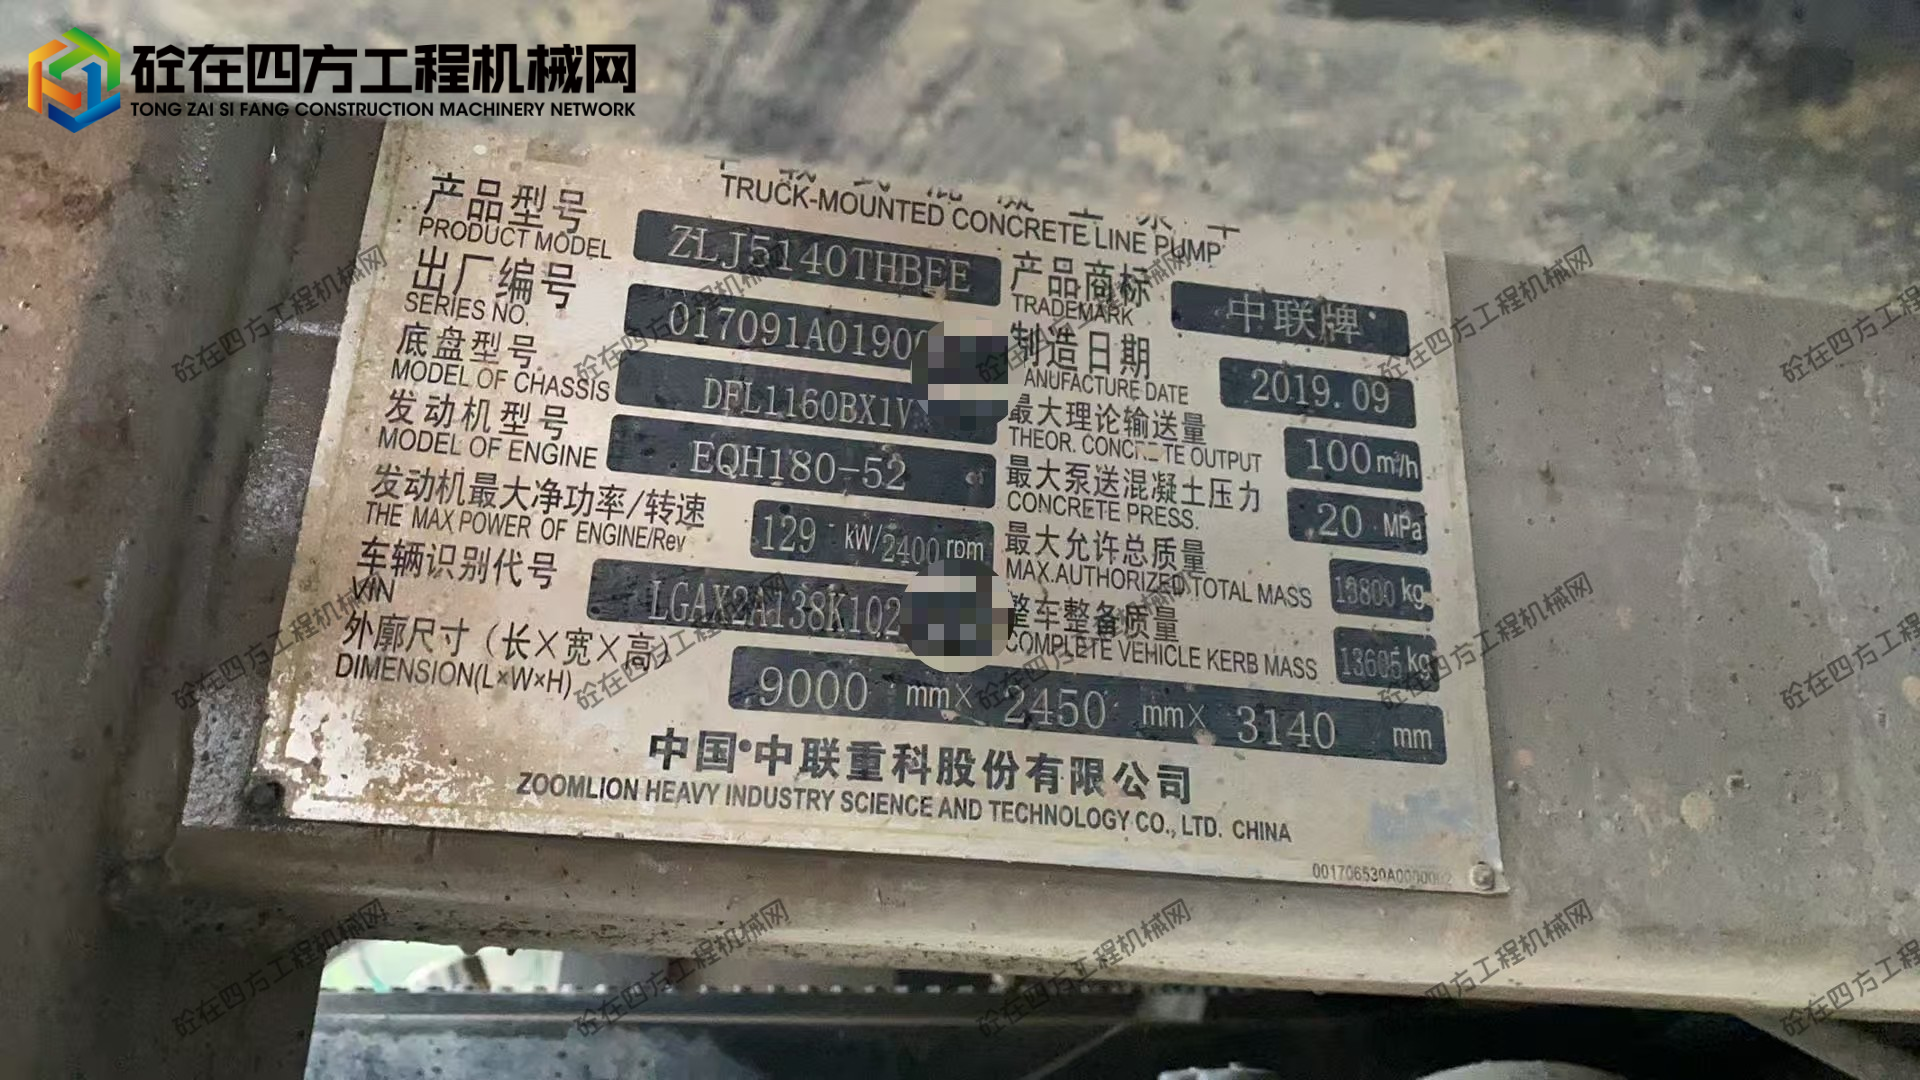 砼在四方工程机械网
TONG ZAI SI FANG CONSTRUCTION MACHINERY NETWORK
TRUCK-MOUNTED CONCRETE LINE PUMP
产品型号 ZLJ5140THBEE
PRODUCT MODEL
产品商标 中联牌
TRADEMARK
出厂编号 017091A0190
SERIES NO.
制造日期 2019.09
ANUFACTURE DATE
底盘型号 DFL1160BX1V
MODEL OF CHASSIS
最大理论输送量 100 m³/h
THEOR. CONCRETE OUTPUT
发动机型号 EQH180-52
MODEL OF ENGINE
最大泵送混凝土压力 20 MPa
CONCRETE PRESS.
发动机最大净功率/转速 129 kW/2400 rpm
THE MAX POWER OF ENGINE/Rev
最大允许总质量 kg
MAX.AUTHORIZED TOTAL MASS
车辆识别代号 LGAX2A138K102
VIN
整车整备质量 13605 kg
COMPLETE VEHICLE KERB MASS
外廓尺寸（长×宽×高） 9000 mm× 2450 mm× 3140 mm
DIMENSION(L×W×H)
中国·中联重科股份有限公司
ZOOMLION HEAVY INDUSTRY SCIENCE AND TECHNOLOGY CO., LTD. CHINA